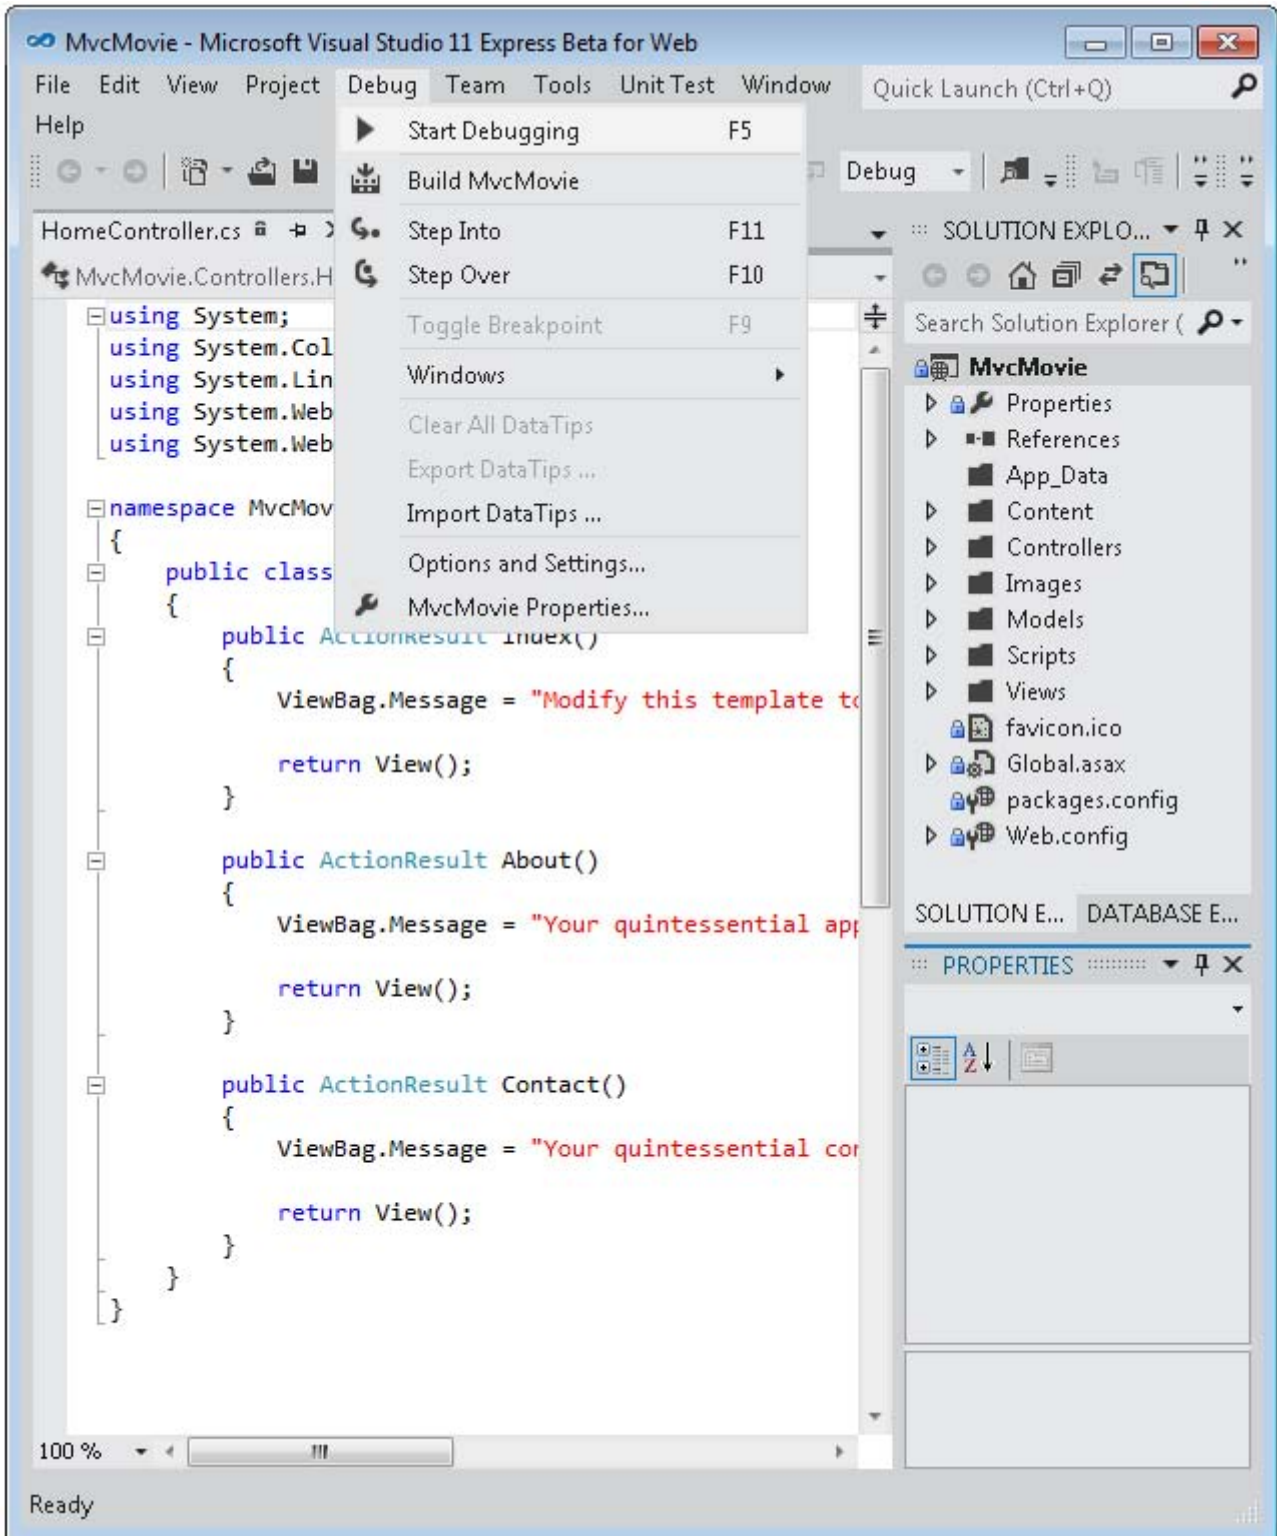 MvcMovie - Microsoft Visual Studio 11 Express Beta for Web
File Edit View Project Debug Team Tools Unit Test Window Quick Launch (Ctrl+Q)
Help
Start Debugging F5
Build MvcMovie
Step Into F11
Step Over F10
Toggle Breakpoint F9
Windows
Clear All DataTips
Export DataTips ...
Import DataTips ...
Options and Settings...
MvcMovie Properties...
Debug
HomeController.cs
MvcMovie.Controllers.H
using System;
using System.Col
using System.Lin
using System.Web
using System.Web
namespace MvcMov
{
public class
{
public ActionResult Index()
{
ViewBag.Message = "Modify this template to
return View();
}
public ActionResult About()
{
ViewBag.Message = "Your quintessential app
return View();
}
public ActionResult Contact()
{
ViewBag.Message = "Your quintessential con
return View();
}
}
}
100 %
SOLUTION EXPLO...
Search Solution Explorer (
MvcMovie
Properties
References
App_Data
Content
Controllers
Images
Models
Scripts
Views
favicon.ico
Global.asax
packages.config
Web.config
SOLUTION E... DATABASE E...
PROPERTIES
Ready